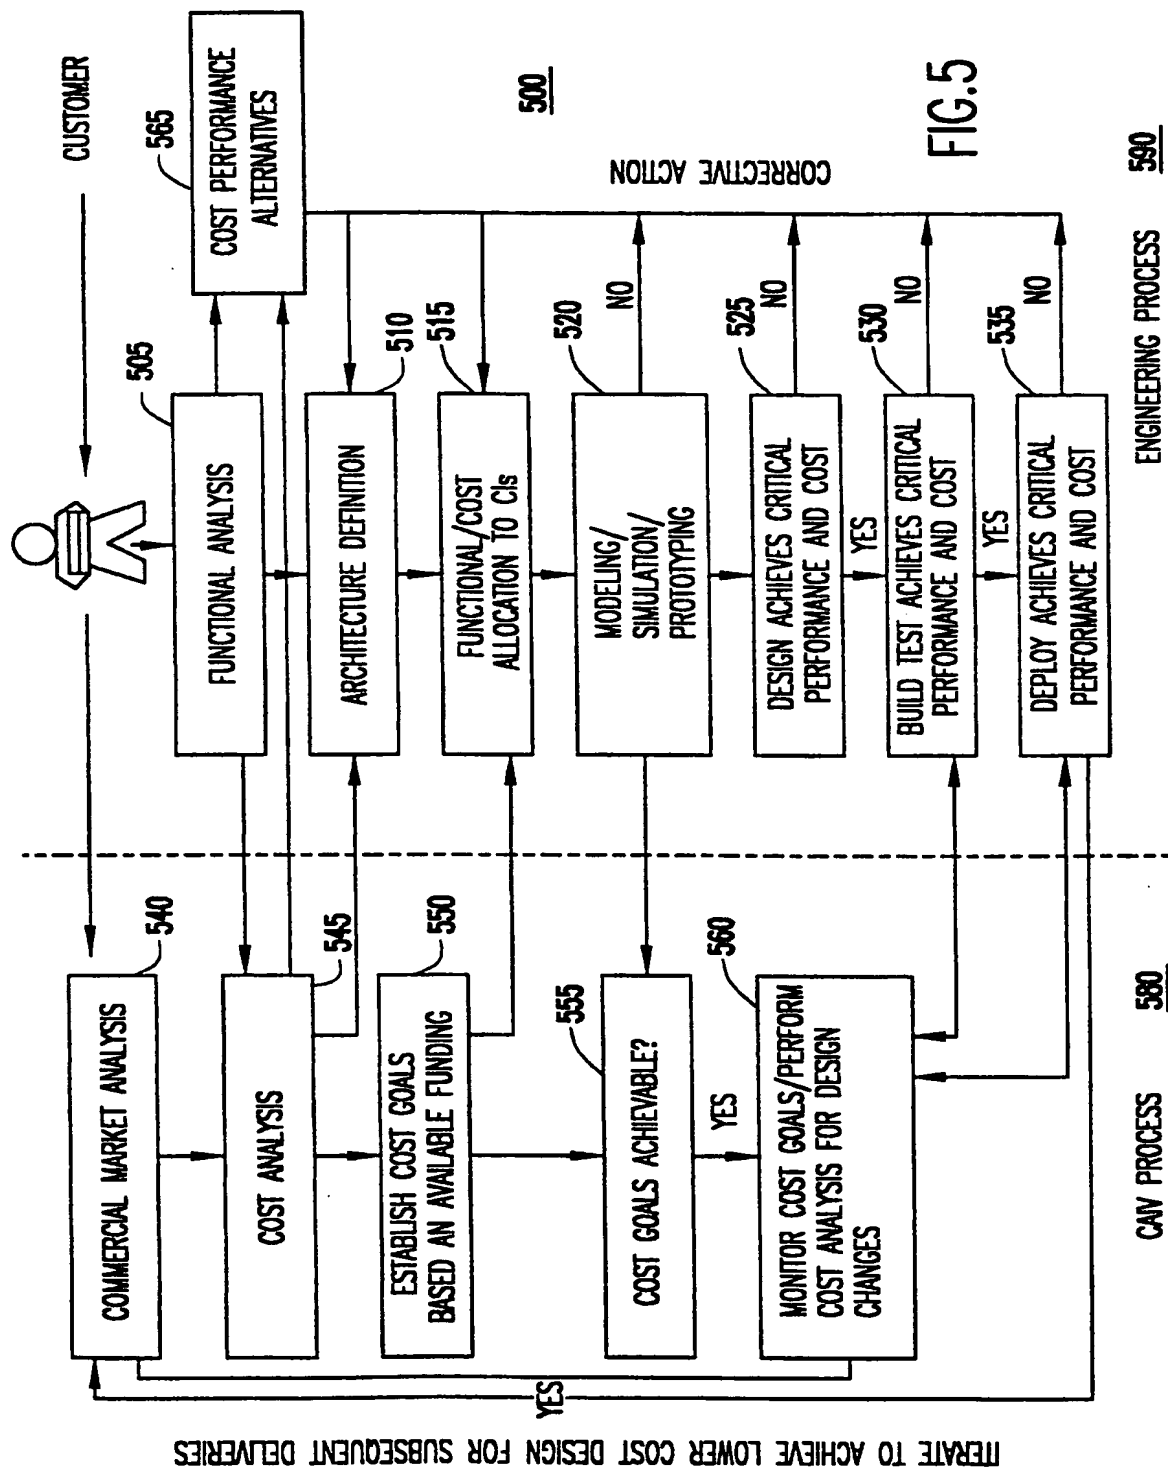 CUSTOMER
COST PERFORMANCE
ALTERNATIVES
565
500
FIG.5
CORRECTIVE ACTION
505
FUNCTIONAL ANALYSIS
510
ARCHITECTURE DEFINITION
515
FUNCTIONAL/COST
ALLOCATION TO CIs
520
MODELING/
SIMULATION/
PROTOTYPING
NO
525
DESIGN ACHIEVES CRITICAL
PERFORMANCE AND COST
NO
YES
530
BUILD TEST ACHIEVES CRITICAL
PERFORMANCE AND COST
NO
YES
535
DEPLOY ACHIEVES CRITICAL
PERFORMANCE AND COST
NO
ENGINEERING PROCESS
590
540
COMMERCIAL MARKET ANALYSIS
545
COST ANALYSIS
550
ESTABLISH COST GOALS
BASED AN AVAILABLE FUNDING
555
COST GOALS ACHIEVABLE?
YES
560
MONITOR COST GOALS/PERFORM
COST ANALYSIS FOR DESIGN
CHANGES
YES
CAIV PROCESS
580
ITERATE TO ACHIEVE LOWER COST DESIGN FOR SUBSEQUENT DELIVERIES